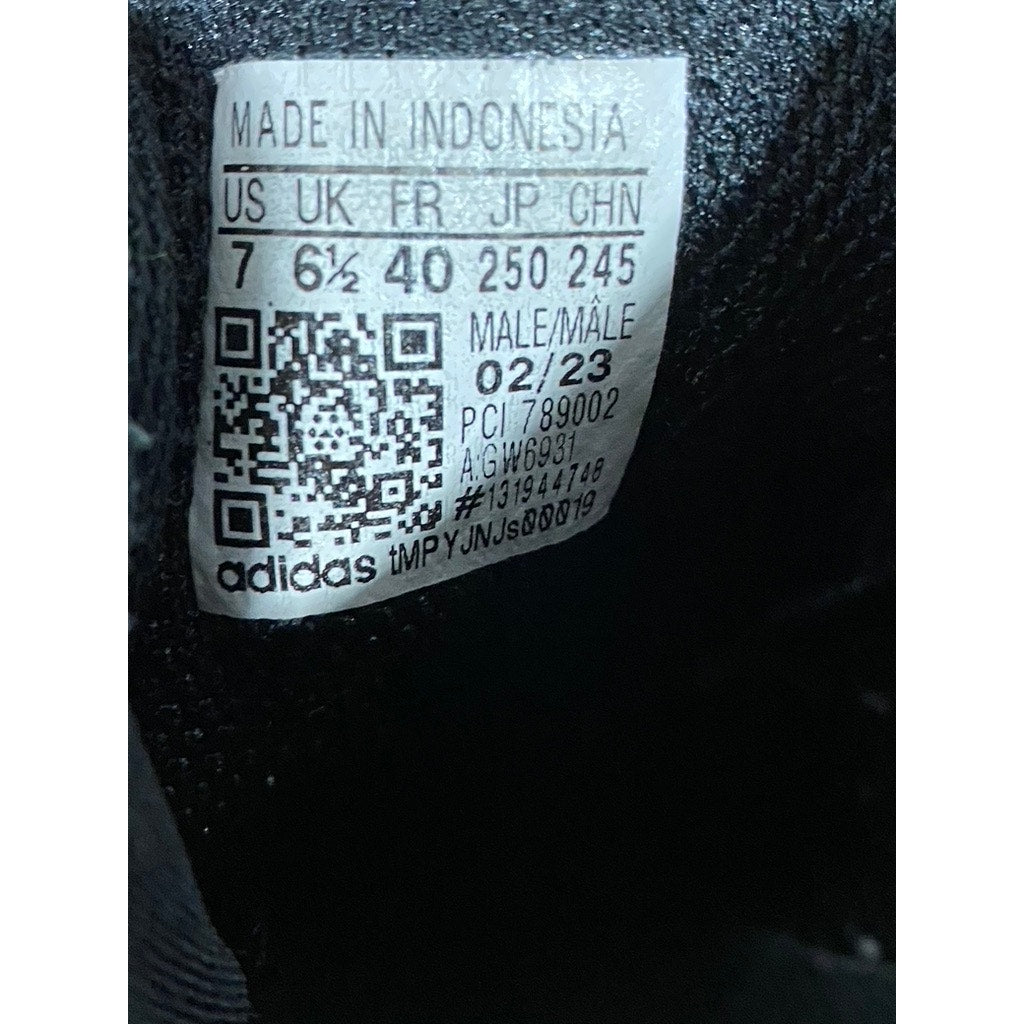 MADE IN INDONESIA
US UK FR JP CHN
7 6½ 40 250 245
MALE/MÂLE
02/23
PCI 789002
A:GW6931
#131944748
adidas tMPYJNJs00019